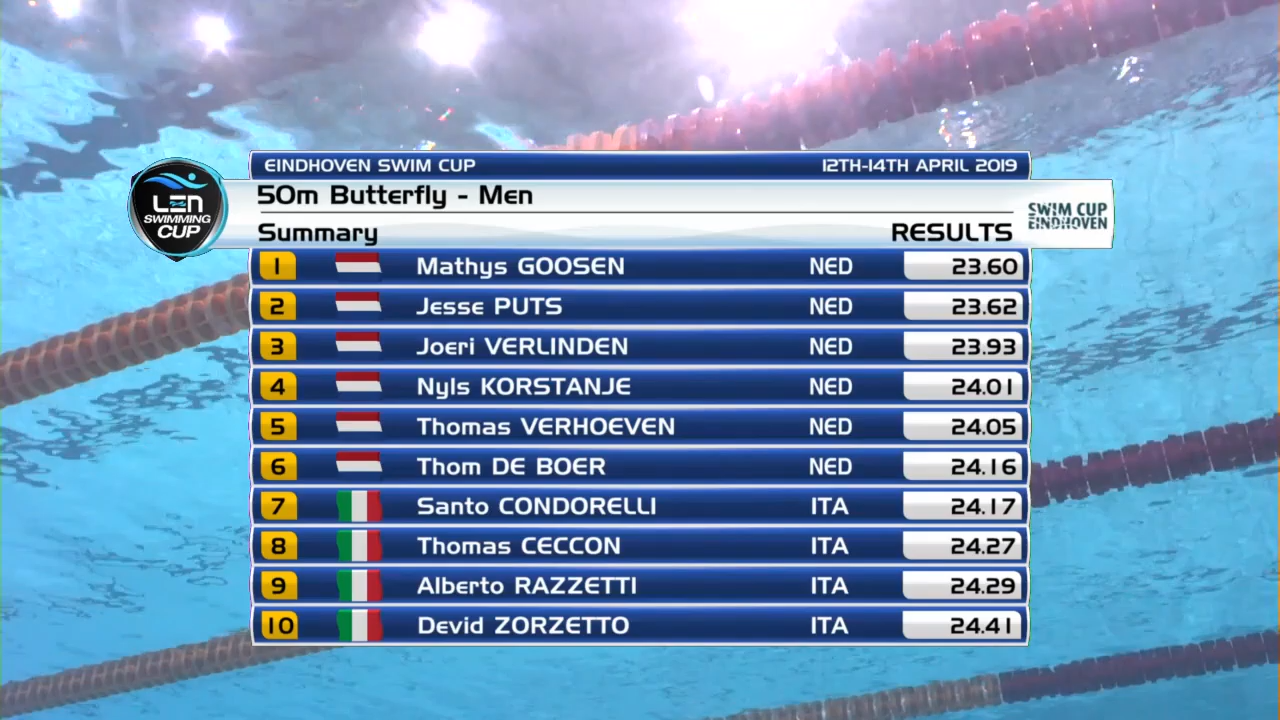 EINDHOVEN SWIM CUP 12TH-14TH APRIL 2019
LEN
SWIMMING
CUP
50m Butterfly - Men
SWIM CUP
EINDHOVEN
Summary RESULTS
1 Mathys GOOSEN NED 23.60
2 Jesse PUTS NED 23.62
3 Joeri VERLINDEN NED 23.93
4 Nyls KORSTANJE NED 24.01
5 Thomas VERHOEVEN NED 24.05
6 Thom DE BOER NED 24.16
7 Santo CONDORELLI ITA 24.17
8 Thomas CECCON ITA 24.27
9 Alberto RAZZETTI ITA 24.29
10 Devid ZORZETTO ITA 24.41